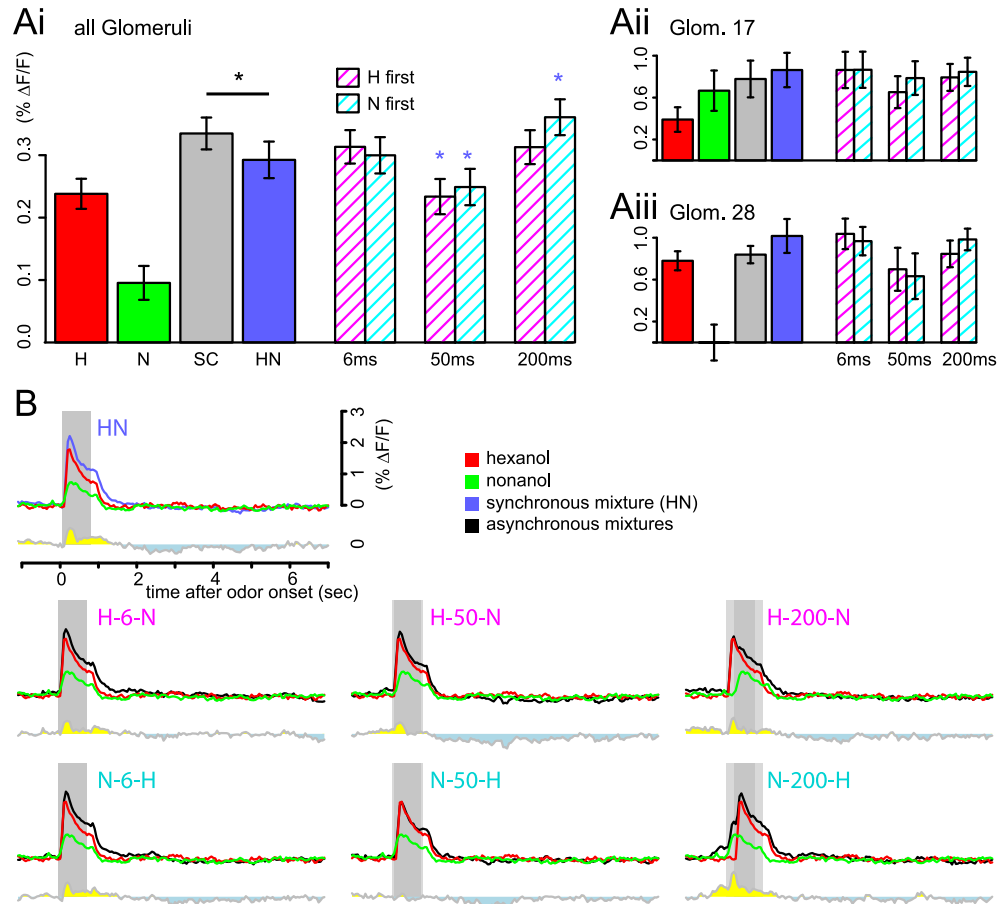 Ai all Glomeruli
(% ΔF/F)
0.3
0.2
0.1
0.0
*
H first
N first
* * *
H N SC HN 6ms 50ms 200ms
Aii Glom. 17
1.0
0.6
0.2
Aiii Glom. 28
1.0
0.6
0.2
6ms 50ms 200ms
B
HN
3
2
1
0
(% ΔF/F)
0
0 2 4 6
time after odor onset (sec)
hexanol
nonanol
synchronous mixture (HN)
asynchronous mixtures
H-6-N H-50-N H-200-N
N-6-H N-50-H N-200-H